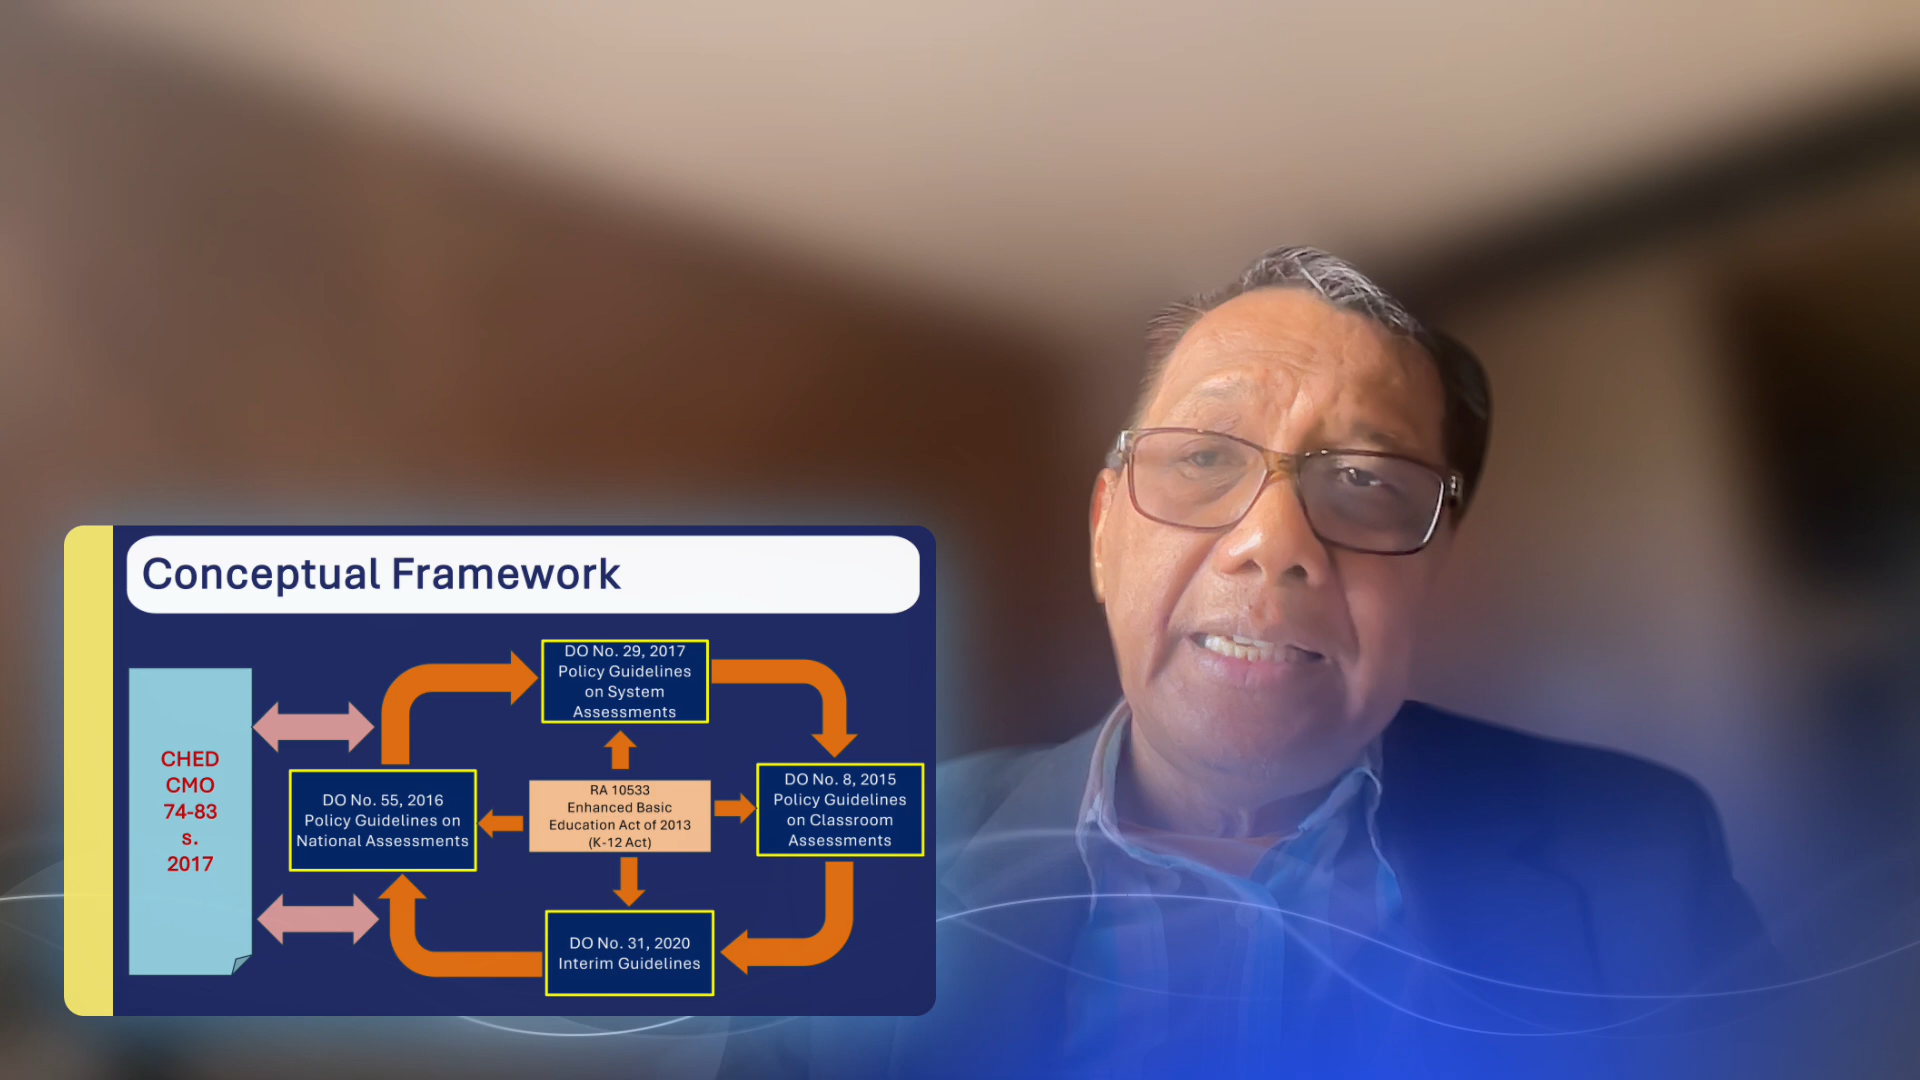 Conceptual Framework
DO No. 29, 2017
Policy Guidelines
on System
Assessments
CHED
CMO
74-83
s.
2017
DO No. 55, 2016
Policy Guidelines on
National Assessments
RA 10533
Enhanced Basic
Education Act of 2013
(K-12 Act)
DO No. 8, 2015
Policy Guidelines
on Classroom
Assessments
DO No. 31, 2020
Interim Guidelines